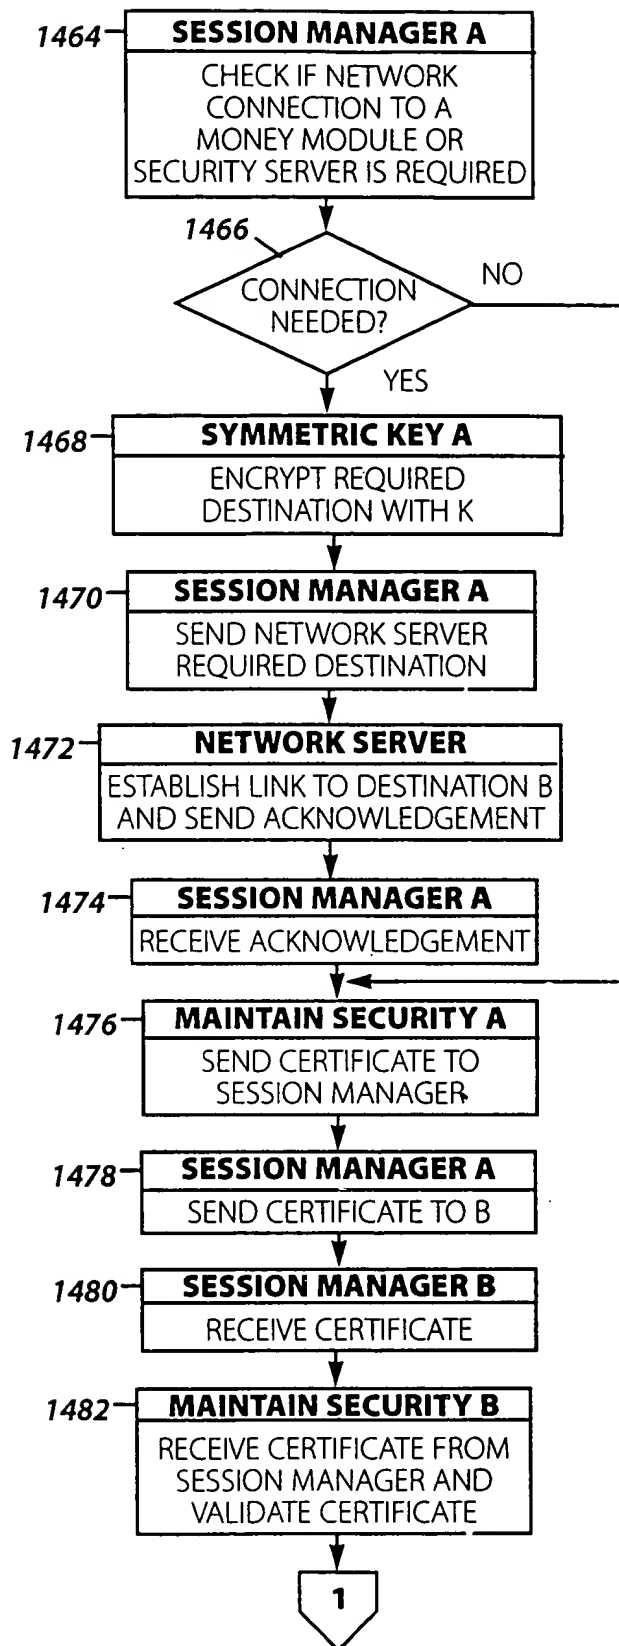 1464
SESSION MANAGER A
CHECK IF NETWORK
CONNECTION TO A
MONEY MODULE OR
SECURITY SERVER IS REQUIRED
1466
CONNECTION
NEEDED?
NO
YES
1468
SYMMETRIC KEY A
ENCRYPT REQUIRED
DESTINATION WITH K
1470
SESSION MANAGER A
SEND NETWORK SERVER
REQUIRED DESTINATION
1472
NETWORK SERVER
ESTABLISH LINK TO DESTINATION B
AND SEND ACKNOWLEDGEMENT
1474
SESSION MANAGER A
RECEIVE ACKNOWLEDGEMENT
1476
MAINTAIN SECURITY A
SEND CERTIFICATE TO
SESSION MANAGER
1478
SESSION MANAGER A
SEND CERTIFICATE TO B
1480
SESSION MANAGER B
RECEIVE CERTIFICATE
1482
MAINTAIN SECURITY B
RECEIVE CERTIFICATE FROM
SESSION MANAGER AND
VALIDATE CERTIFICATE
1